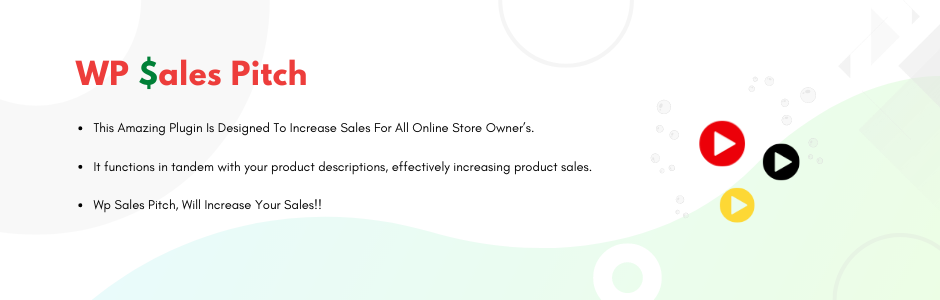 WP $ales Pitch
• This Amazing Plugin Is Designed To Increase Sales For All Online Store Owner’s.
• It functions in tandem with your product descriptions, effectively increasing product sales.
• Wp Sales Pitch, Will Increase Your Sales!!